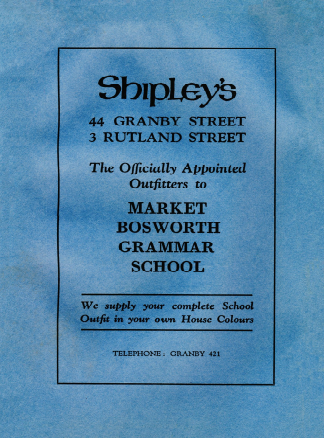 Shipley's
44 GRANBY STREET
3 RUTLAND STREET
The Officially Appointed
Outfitters to
MARKET
BOSWORTH
GRAMMAR
SCHOOL
We supply your complete School
Outfit in your own House Colours
TELEPHONE: GRANBY 421